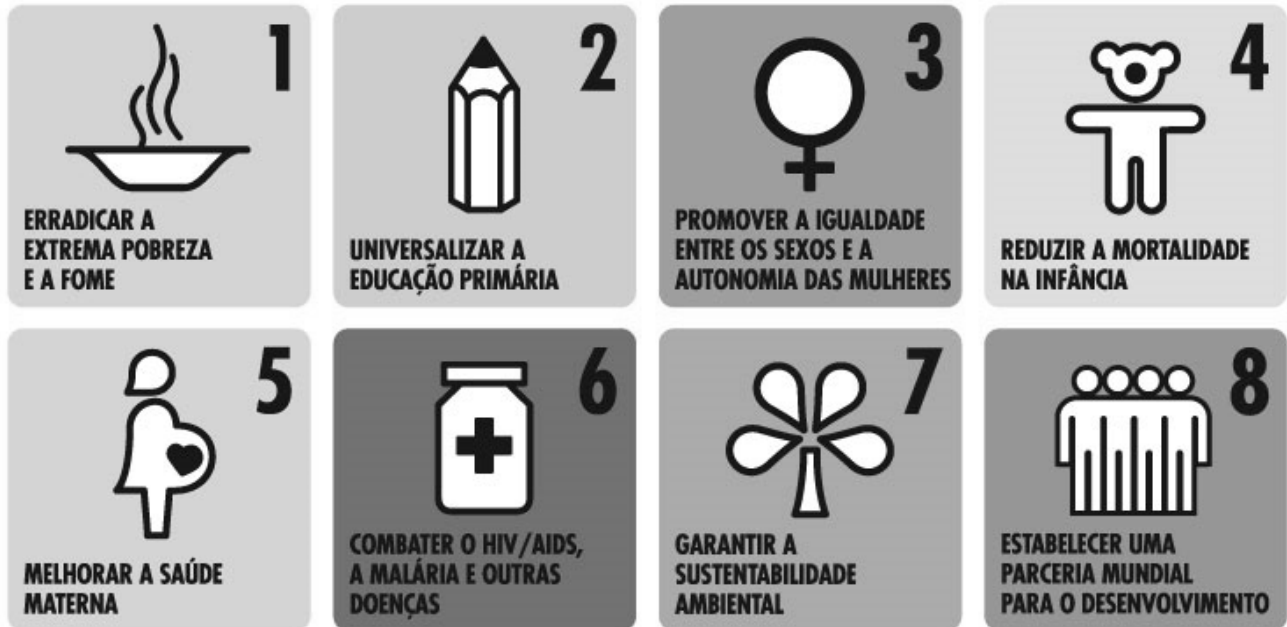 1
ERRADICAR A
EXTREMA POBREZA
E A FOME
2
UNIVERSALIZAR A
EDUCAÇÃO PRIMÁRIA
3
PROMOVER A IGUALDADE
ENTRE OS SEXOS E A
AUTONOMIA DAS MULHERES
4
REDUZIR A MORTALIDADE
NA INFÂNCIA
5
MELHORAR A SAÚDE
MATERNA
6
COMBATER O HIV/AIDS,
A MALÁRIA E OUTRAS
DOENÇAS
7
GARANTIR A
SUSTENTABILIDADE
AMBIENTAL
8
ESTABELECER UMA
PARCERIA MUNDIAL
PARA O DESENVOLVIMENTO